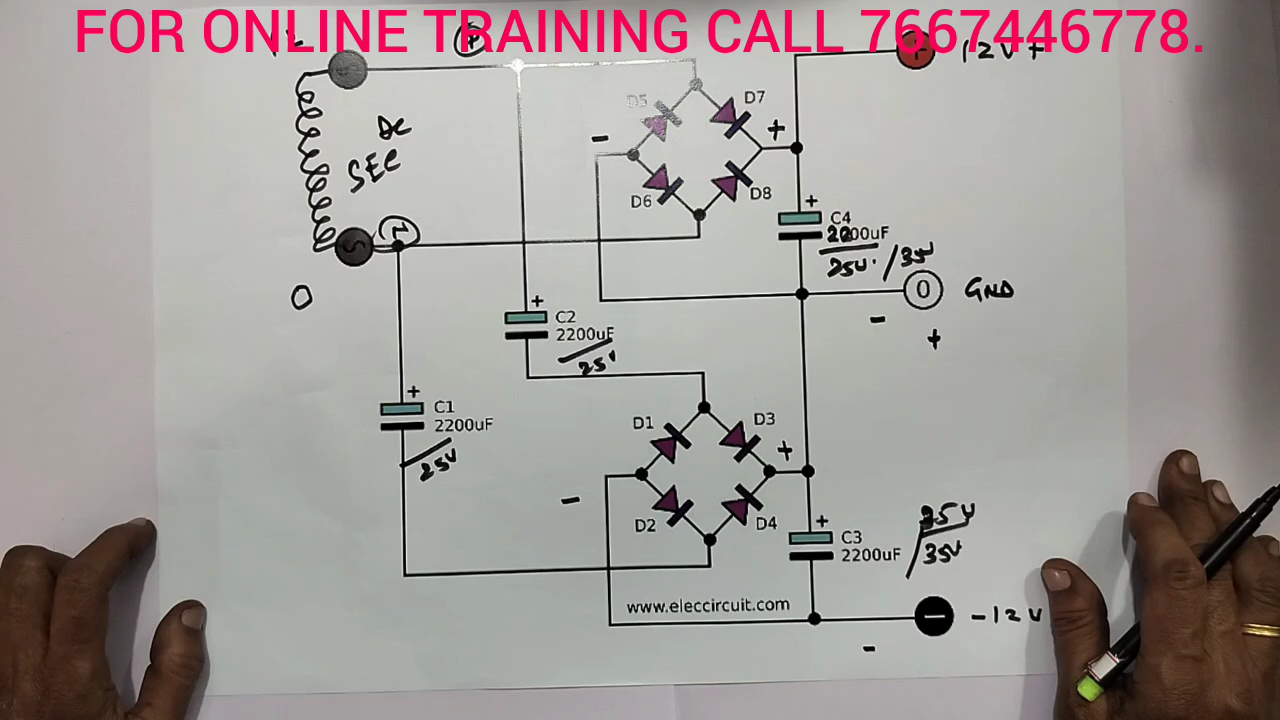 FOR ONLINE TRAINING CALL 7667446778.
12V +
+
S
D5
D7
AC
SEC
-
+
D6
D8
+
C4
2200uF
25V / 35V
S
0
0
GND
-
+
+
C2
2200uF
25V
+
C1
2200uF
25V
D1
D3
+
-
D2
D4
+
C3
2200uF
25V
35V
www.eleccircuit.com
-12V
-